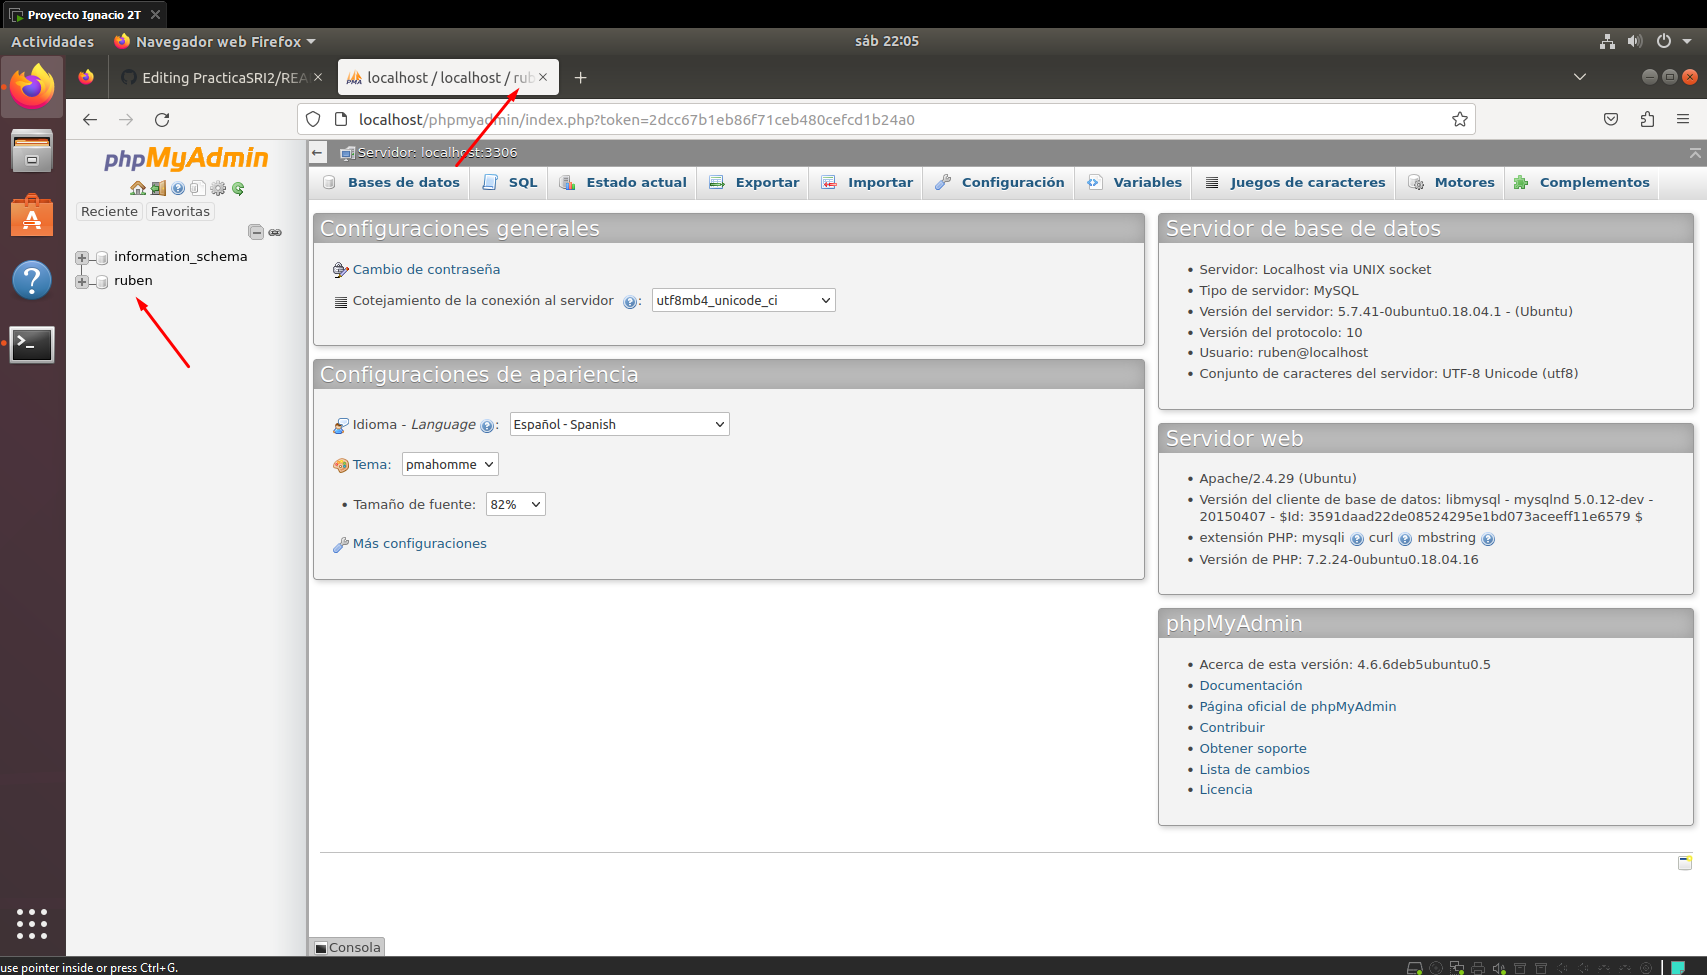 Proyecto Ignacio 2T
Actividades
Navegador web Firefox
sáb 22:05
Editing PracticaSRI2/REA
localhost / localhost / rub
localhost/phpmyadmin/index.php?token=2dcc67b1eb86f71ceb480cefcd1b24a0
phpMyAdmin
Reciente
Favoritas
information_schema
ruben
Servidor: localhost:3306
Bases de datos
SQL
Estado actual
Exportar
Importar
Configuración
Variables
Juegos de caracteres
Motores
Complementos
Configuraciones generales
Cambio de contraseña
Cotejamiento de la conexión al servidor : utf8mb4_unicode_ci
Configuraciones de apariencia
Idioma - Language : Español - Spanish
Tema: pmahomme
• Tamaño de fuente: 82%
Más configuraciones
Servidor de base de datos
• Servidor: Localhost via UNIX socket
• Tipo de servidor: MySQL
• Versión del servidor: 5.7.41-0ubuntu0.18.04.1 - (Ubuntu)
• Versión del protocolo: 10
• Usuario: ruben@localhost
• Conjunto de caracteres del servidor: UTF-8 Unicode (utf8)
Servidor web
• Apache/2.4.29 (Ubuntu)
• Versión del cliente de base de datos: libmysql - mysqlnd 5.0.12-dev -
20150407 - $Id: 3591daad22de08524295e1bd073aceeff11e6579 $
• extensión PHP: mysqli curl mbstring
• Versión de PHP: 7.2.24-0ubuntu0.18.04.16
phpMyAdmin
• Acerca de esta versión: 4.6.6deb5ubuntu0.5
• Documentación
• Página oficial de phpMyAdmin
• Contribuir
• Obtener soporte
• Lista de cambios
• Licencia
Consola
use pointer inside or press Ctrl+G.